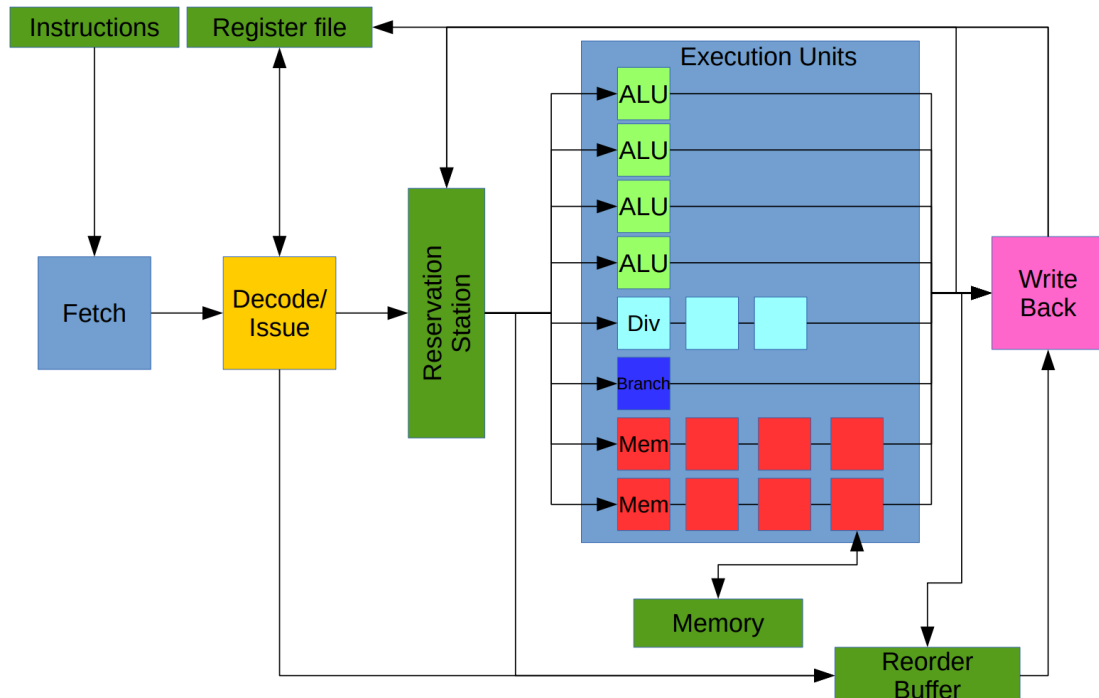 Instructions
Register file
Execution Units
ALU
ALU
ALU
ALU
Div
Branch
Mem
Mem
Fetch
Decode/
Issue
Reservation
Station
Write
Back
Memory
Reorder
Buffer